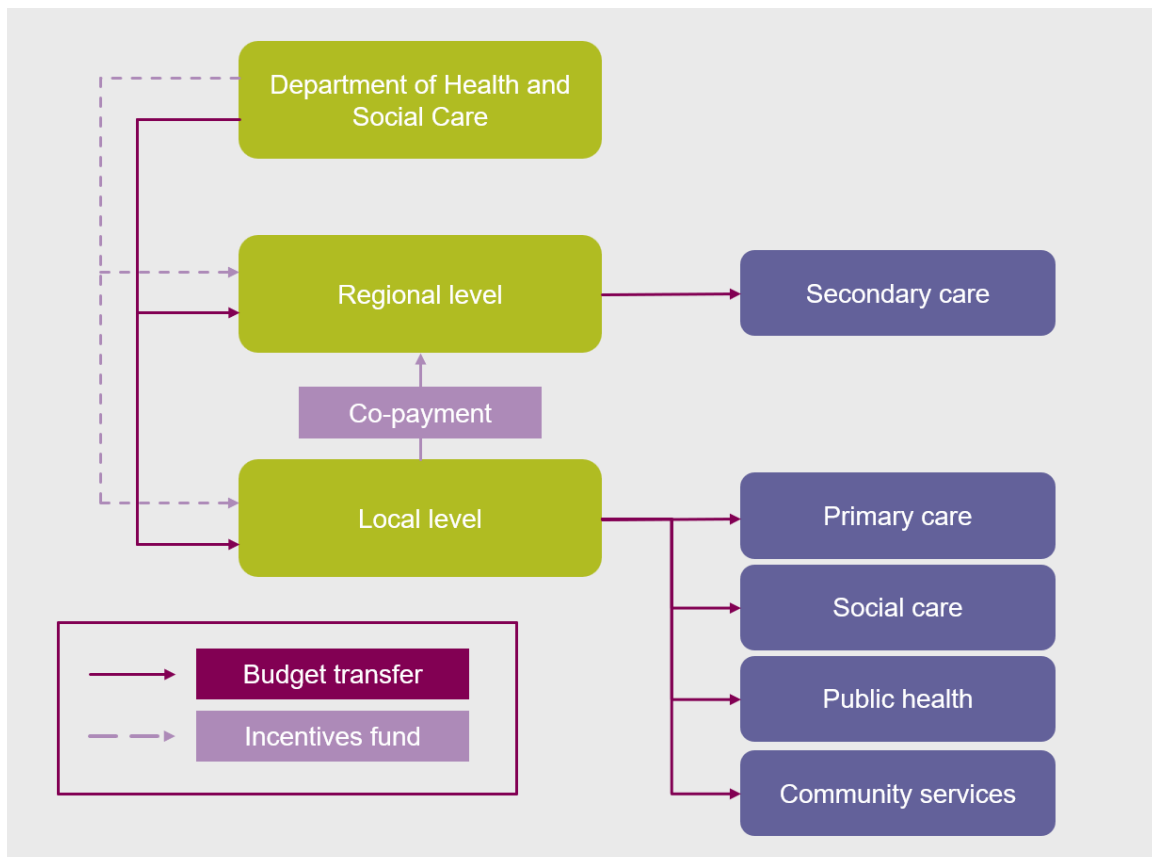 Department of Health and
Social Care
Regional level
Secondary care
Co-payment
Local level
Primary care
Social care
Public health
Community services
Budget transfer
Incentives fund